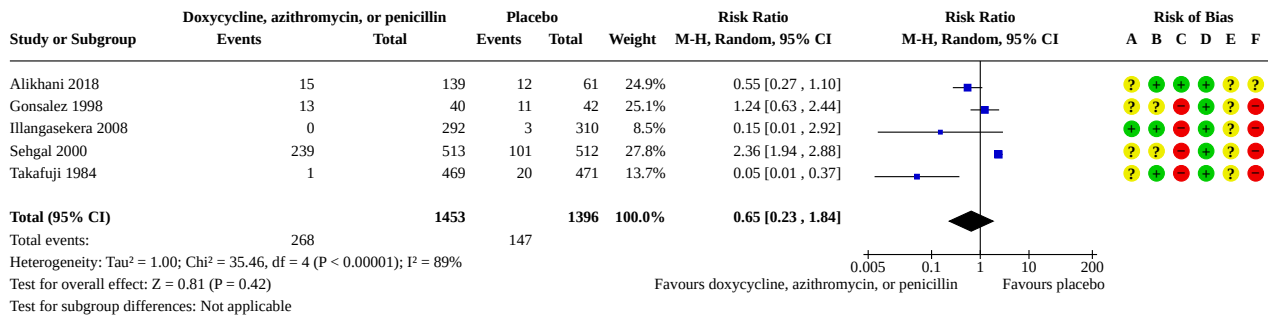 Doxycycline, azithromycin, or penicillin Placebo Risk Ratio Risk Ratio Risk of Bias
Study or Subgroup Events Total Events Total Weight M-H, Random, 95% CI M-H, Random, 95% CI A B C D E F
Alikhani 2018 15 139 12 61 24.9% 0.55 [0.27 , 1.10] ? + + + ? ?
Gonsalez 1998 13 40 11 42 25.1% 1.24 [0.63 , 2.44] ? ? − + ? −
Illangasekera 2008 0 292 3 310 8.5% 0.15 [0.01 , 2.92] + + − + ? −
Sehgal 2000 239 513 101 512 27.8% 2.36 [1.94 , 2.88] ? ? − + ? −
Takafuji 1984 1 469 20 471 13.7% 0.05 [0.01 , 0.37] ? + − + ? −
Total (95% CI) 1453 1396 100.0% 0.65 [0.23 , 1.84]
Total events: 268 147
Heterogeneity: Tau² = 1.00; Chi² = 35.46, df = 4 (P < 0.00001); I² = 89%
0.005 0.1 1 10 200
Test for overall effect: Z = 0.81 (P = 0.42) Favours doxycycline, azithromycin, or penicillin Favours placebo
Test for subgroup differences: Not applicable